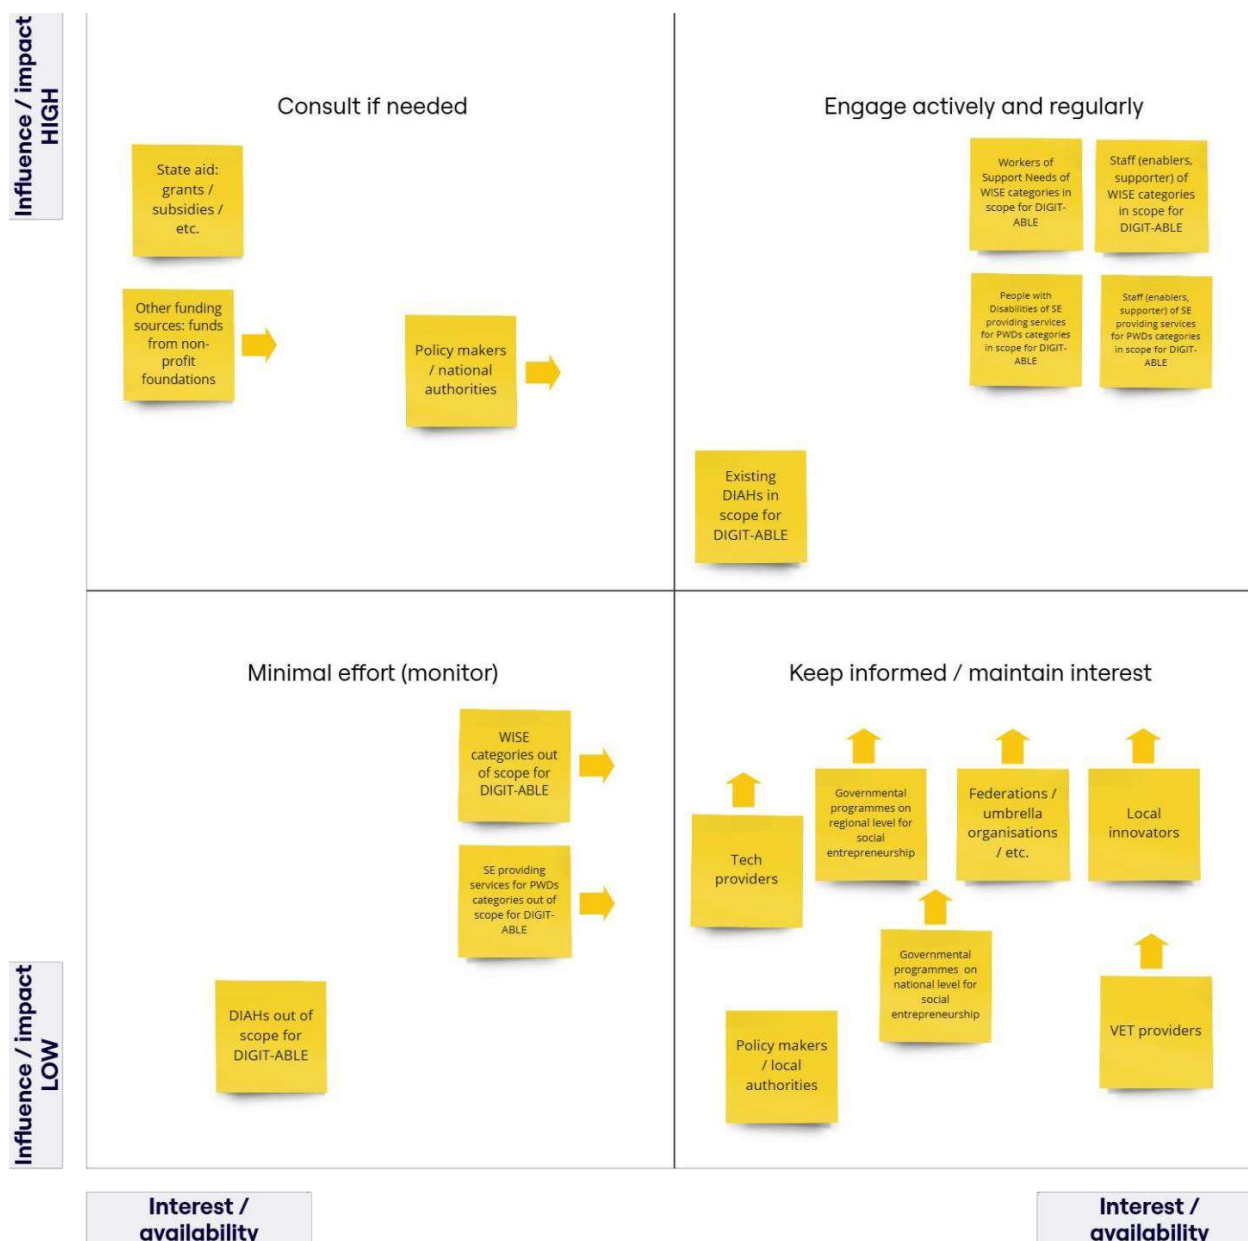 Influence / impact
HIGH
Consult if needed
State aid:
grants /
subsidies /
etc.
Other funding
sources: funds
from non-
profit
foundations
Policy makers
/ national
authorities
Engage actively and regularly
Workers of
Support Needs of
WISE categories in
scope for DIGIT-
ABLE
Staff (enablers,
supporter) of
WISE categories
in scope for
DIGIT-ABLE
People with
Disabilities of SE
providing services
for PWDs categories
in scope for DIGIT-
ABLE
Staff (enablers,
supporter) of SE
providing services
for PWDs categories
in scope for DIGIT-
ABLE
Existing
DIAHs in
scope for
DIGIT-ABLE
Influence / impact
LOW
Minimal effort (monitor)
WISE
categories out
of scope for
DIGIT-ABLE
SE providing
services for PWDs
categories out of
scope for DIGIT-
ABLE
DIAHs out of
scope for
DIGIT-ABLE
Keep informed / maintain interest
Tech
providers
Governmental
programmes on
regional level for
social
entrepreneurship
Federations /
umbrella
organisations
/ etc.
Local
innovators
Governmental
programmes on
national level for
social
entrepreneurship
Policy makers
/ local
authorities
VET providers
Interest /
availability
Interest /
availability